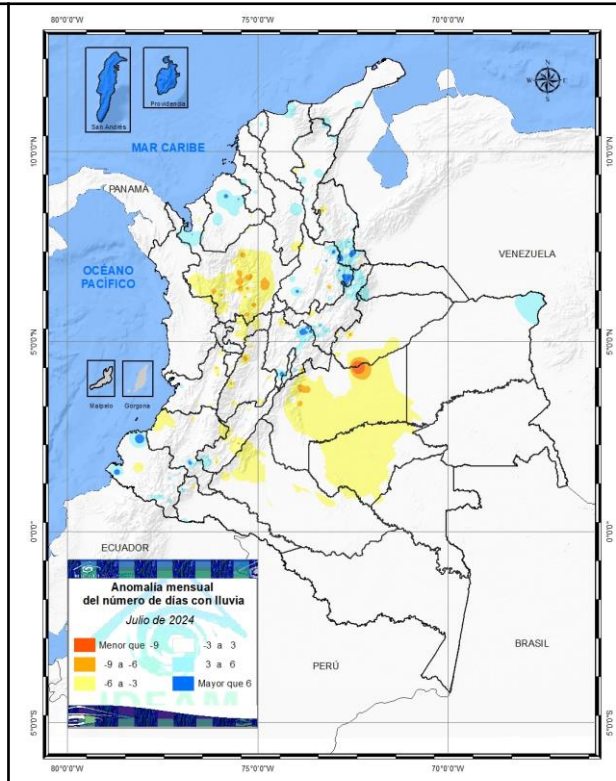 80°0'0"W
75°0'0"W
70°0'0"W
N
W
E
S
San Andrés
Providencia
MAR CARIBE
10°0'0"N
10°0'0"N
PANAMÁ
VENEZUELA
OCÉANO
PACÍFICO
5°0'0"N
5°0'0"N
Malpelo
Gorgona
0°0'0"
0°0'0"
ECUADOR
Anomalía mensual
del número de días con lluvia
Julio de 2024
Menor que -9
-3 a 3
-9 a -6
3 a 6
-6 a -3
Mayor que 6
IDEAM
PERÚ
BRASIL
5°0'0"S
5°0'0"S
80°0'0"W
75°0'0"W
70°0'0"W